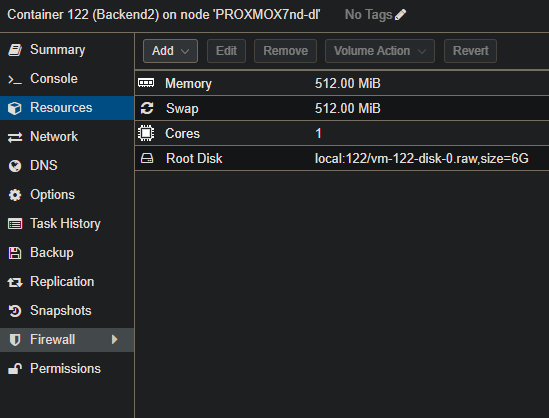 Container 122 (Backend2) on node 'PROXMOX7nd-dl' No Tags
Summary
Console
Resources
Network
DNS
Options
Task History
Backup
Replication
Snapshots
Firewall
Permissions
Add Edit Remove Volume Action Revert
Memory 512.00 MiB
Swap 512.00 MiB
Cores 1
Root Disk local:122/vm-122-disk-0.raw,size=6G